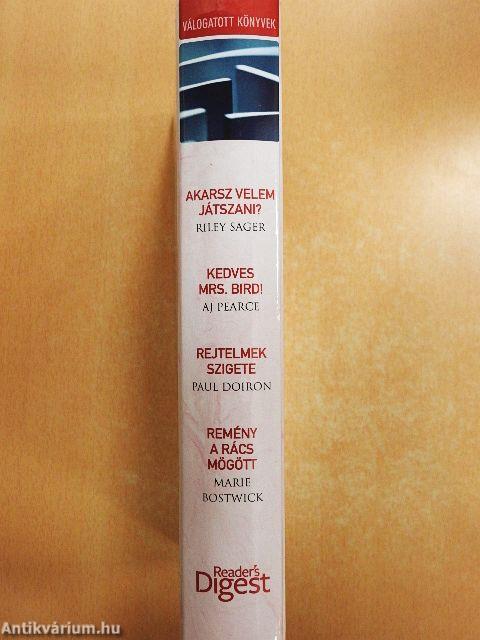 VÁLOGATOTT KÖNYVEK
AKARSZ VELEM
JÁTSZANI?
RILEY SAGER
KEDVES
MRS. BIRD!
AJ PEARCE
REJTELMEK
SZIGETE
PAUL DOIRON
REMÉNY
A RÁCS
MÖGÖTT
MARIE
BOSTWICK
Reader's
Digest
Antikvárium.hu